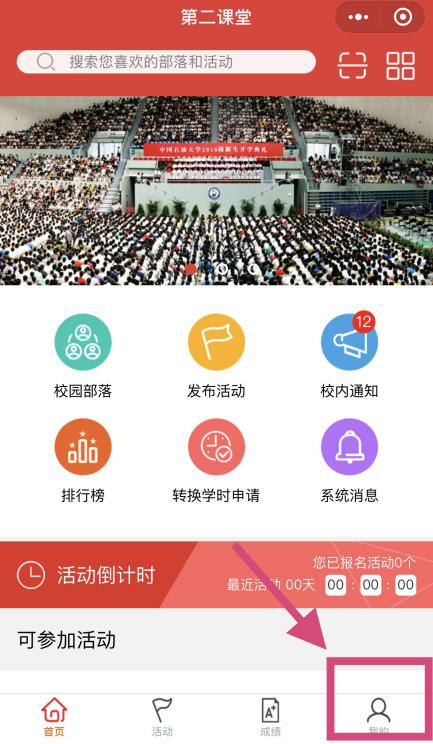 第二课堂
搜索您喜欢的部落和活动
中国石油大学2018级新生开学典礼
12
校园部落 发布活动 校内通知
排行榜 转换学时申请 系统消息
活动倒计时
您已报名活动0个
最近活动 00天 00 : 00 : 00
可参加活动
A+
首页 活动 成绩 我的